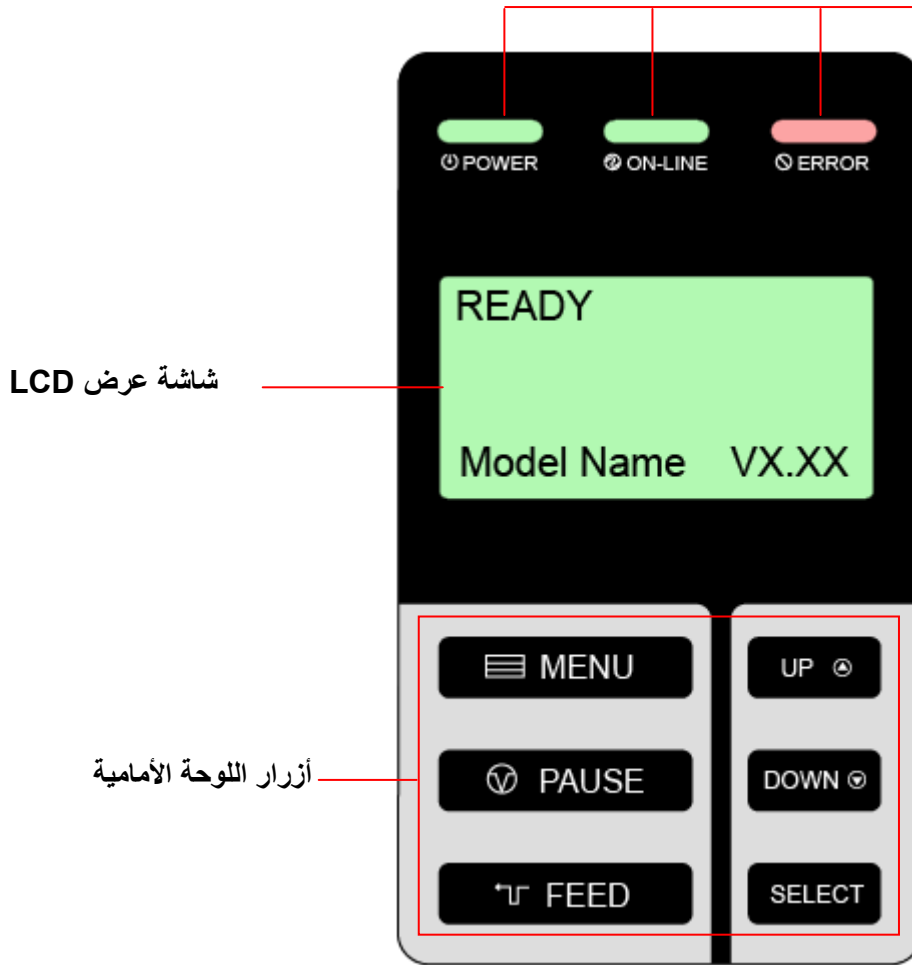 POWER
ON-LINE
ERROR
READY
شاشة عرض LCD
Model Name VX.XX
MENU
UP
أزرار اللوحة الأمامية
PAUSE
DOWN
FEED
SELECT